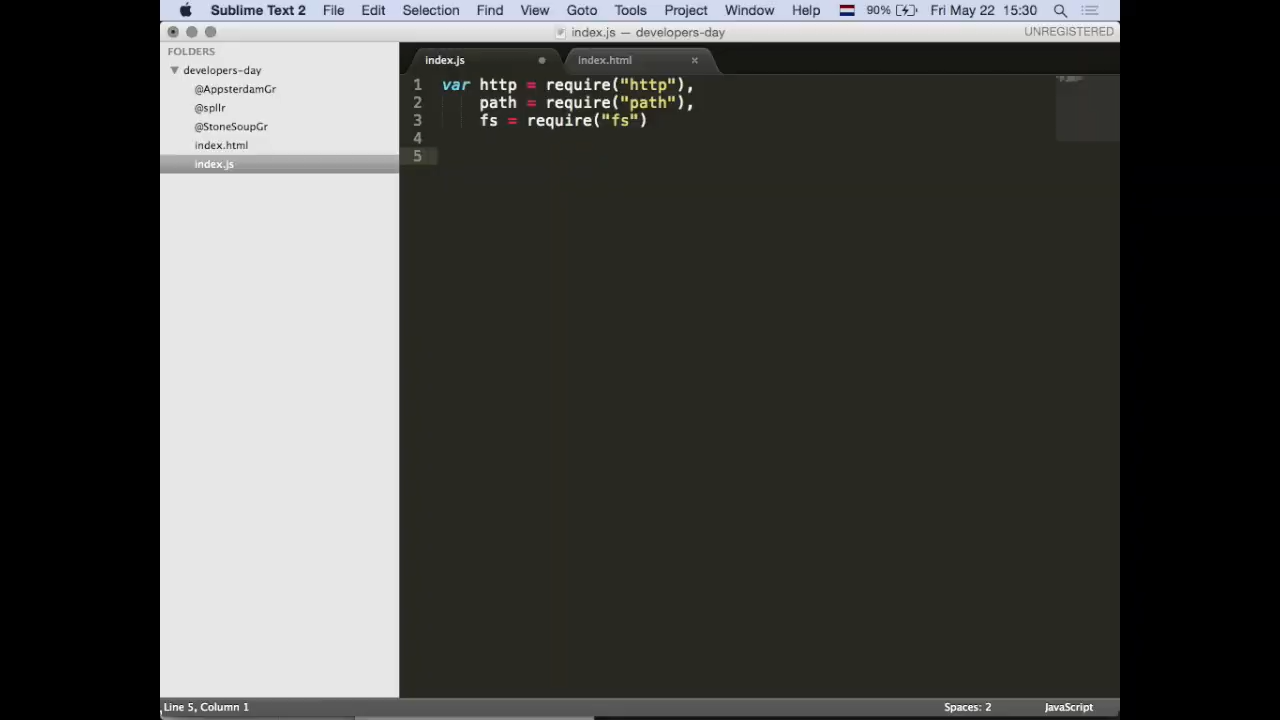 Sublime Text 2 File Edit Selection Find View Goto Tools Project Window Help 90% Fri May 22 15:30
index.js — developers-day UNREGISTERED
FOLDERS
developers-day
@AppsterdamGr
@spllr
@StoneSoupGr
index.html
index.js
index.js index.html ×
1 var http = require("http"),
2 path = require("path"),
3 fs = require("fs")
4
5
Line 5, Column 1 Spaces: 2 JavaScript